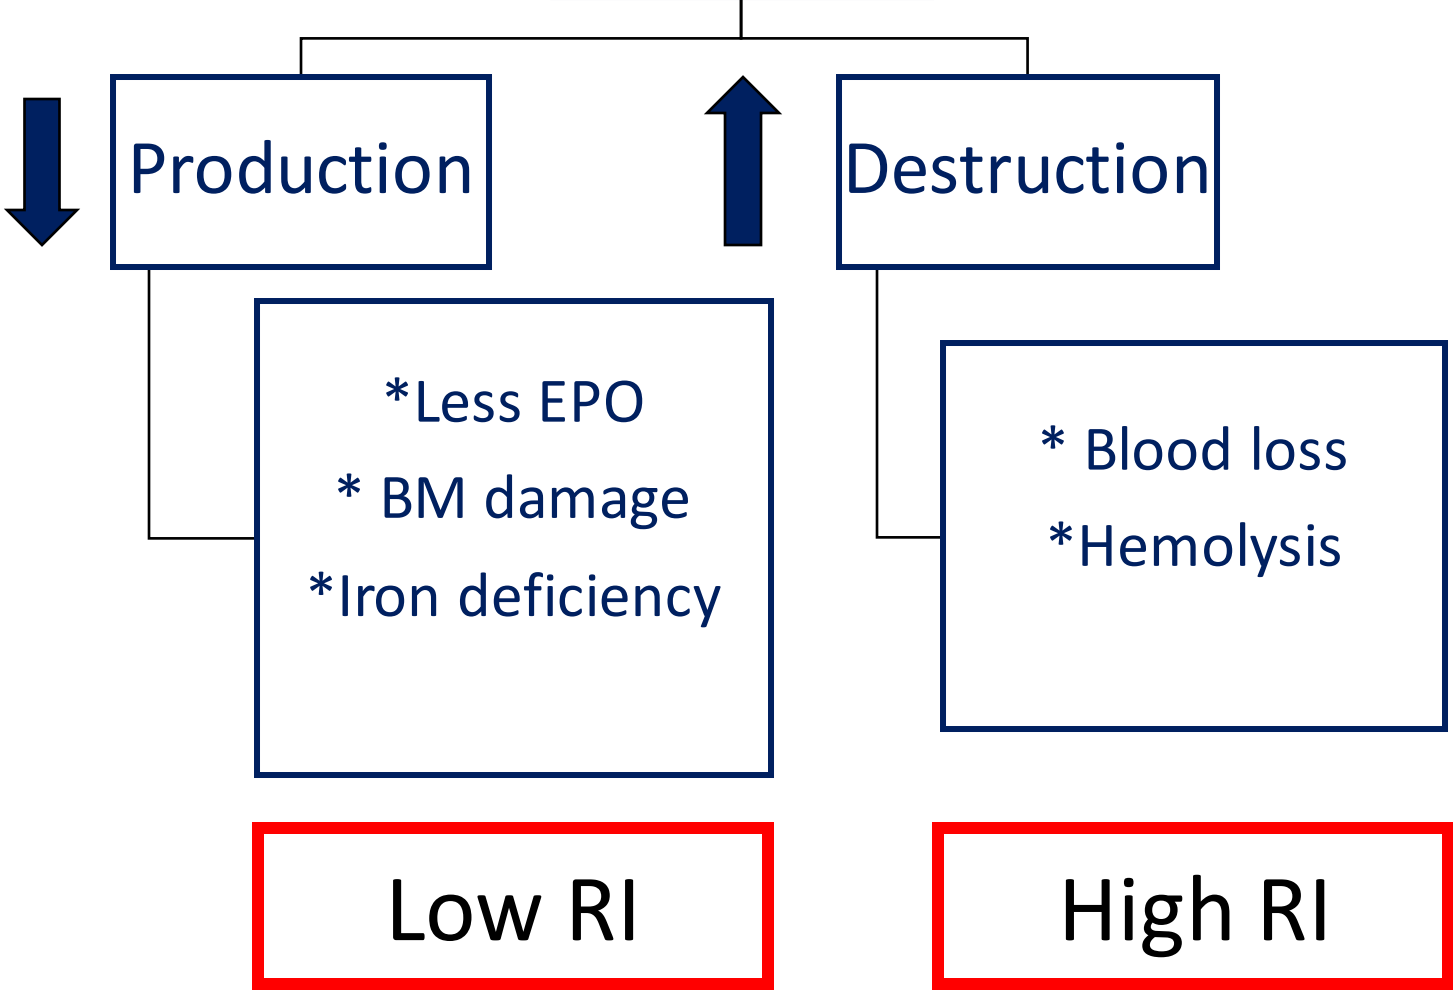 Production
Destruction
*Less EPO
* BM damage
*Iron deficiency
* Blood loss
*Hemolysis
Low RI
High RI